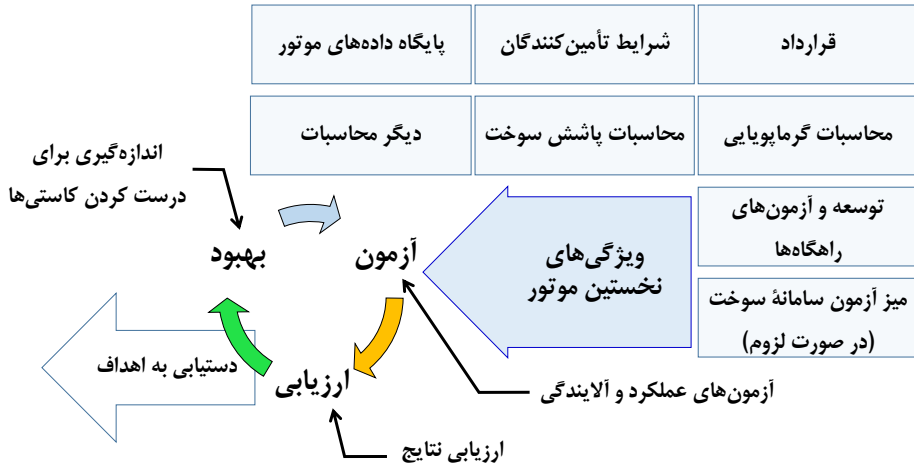 قرارداد
شرایط تأمین‌کنندگان
پایگاه داده‌های موتور
محاسبات گرماپویایی
محاسبات پاشش سوخت
دیگر محاسبات
توسعه و آزمون‌های
راهگاه‌ها
میز آزمون سامانهٔ سوخت
(در صورت لزوم)
ویژگی‌های
نخستین موتور
اندازه‌گیری برای
درست کردن کاستی‌ها
آزمون
بهبود
ارزیابی
دستیابی به اهداف
آزمون‌های عملکرد و آلایندگی
ارزیابی نتایج